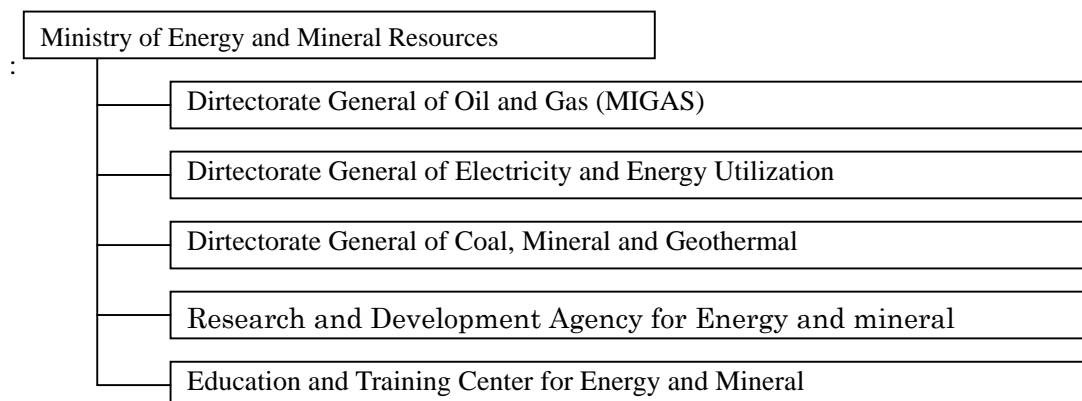 Ministry of Energy and Mineral Resources
:
Dirtectorate General of Oil and Gas (MIGAS)
Dirtectorate General of Electricity and Energy Utilization
Dirtectorate General of Coal, Mineral and Geothermal
Research and Development Agency for Energy and mineral
Education and Training Center for Energy and Mineral